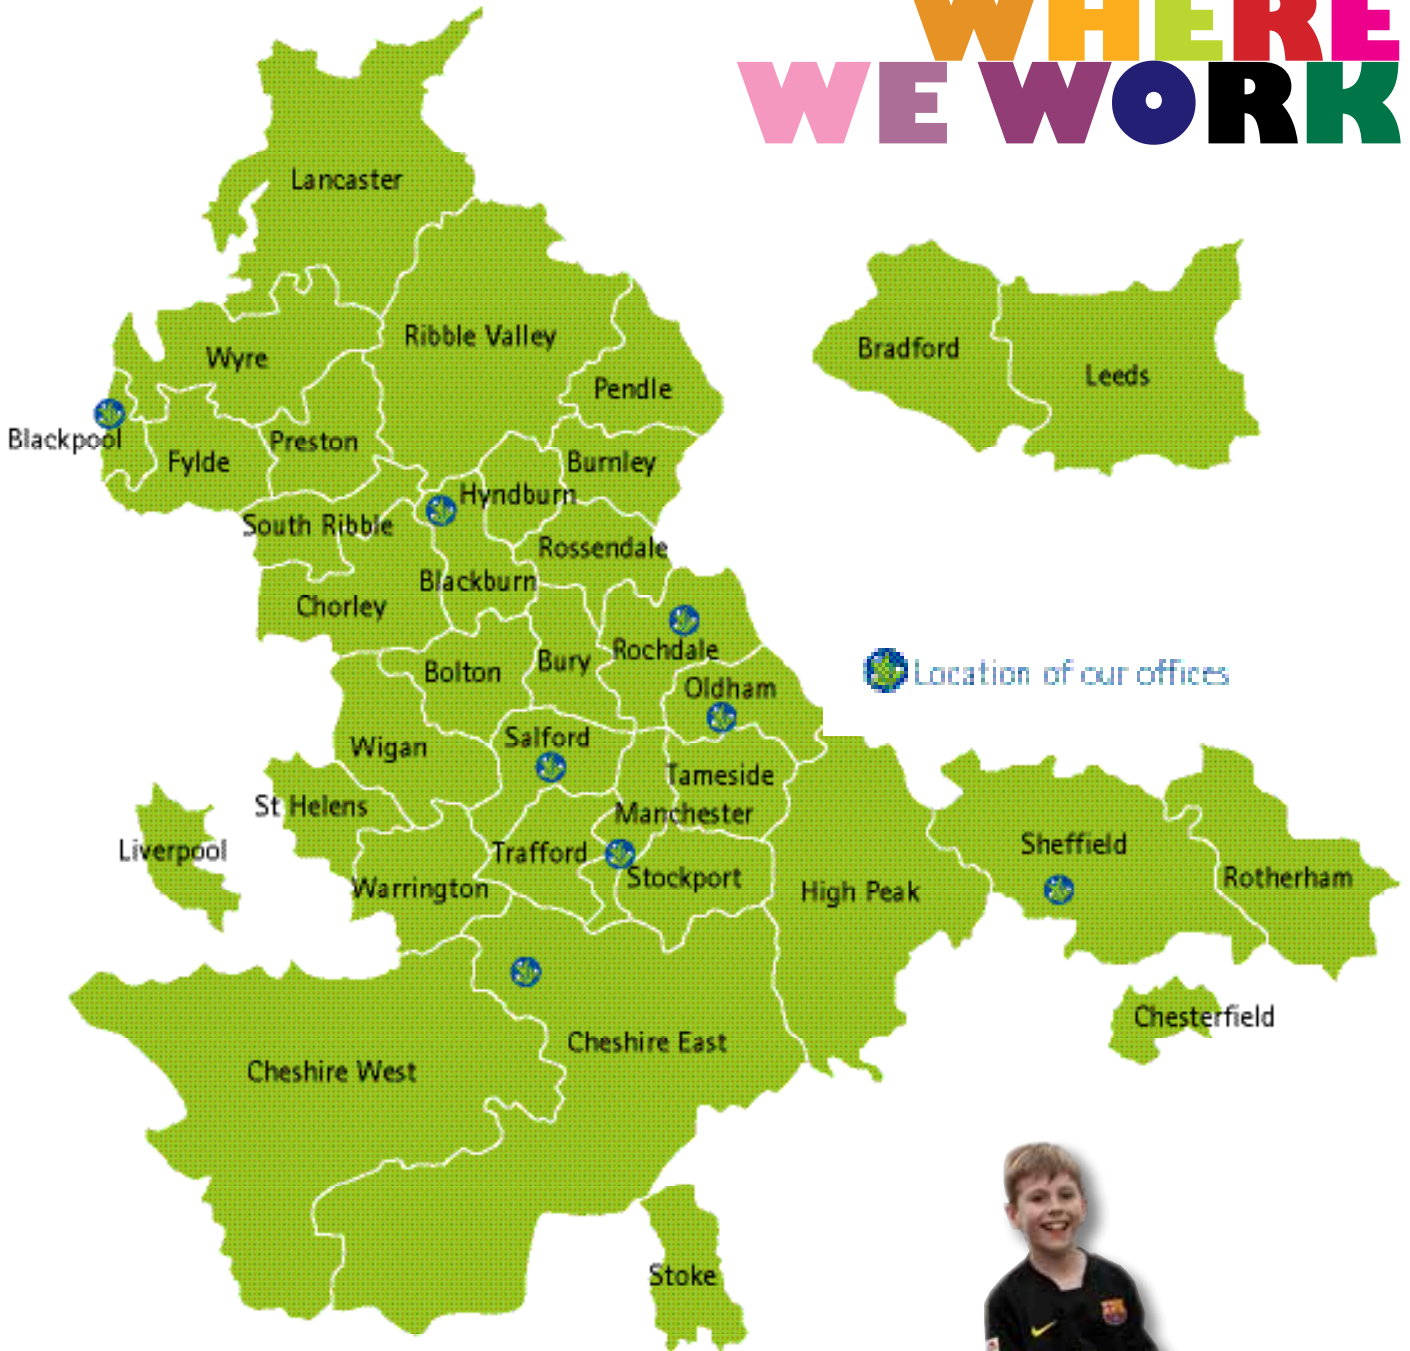 WHERE
WE WORK
Lancaster
Ribble Valley
Wyre
Bradford
Leeds
Pendle
Blackpool
Preston
Fylde
Burnley
Hyndburn
South Ribble
Rossendale
Blackburn
Chorley
Rochdale
Bolton
Bury
Location of our offices
Oldham
Salford
Wigan
Tameside
St Helens
Manchester
Liverpool
Trafford
Sheffield
Stockport
Rotherham
Warrington
High Peak
Chesterfield
Cheshire East
Cheshire West
Stoke